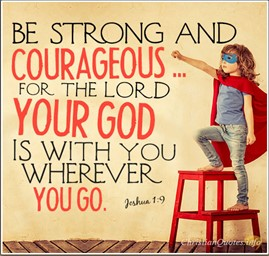 BE STRONG AND
COURAGEOUS...
FOR THE LORD
YOUR GOD
IS WITH YOU
WHEREVER
YOU GO.
Joshua 1:9
ChristianQuotes.info